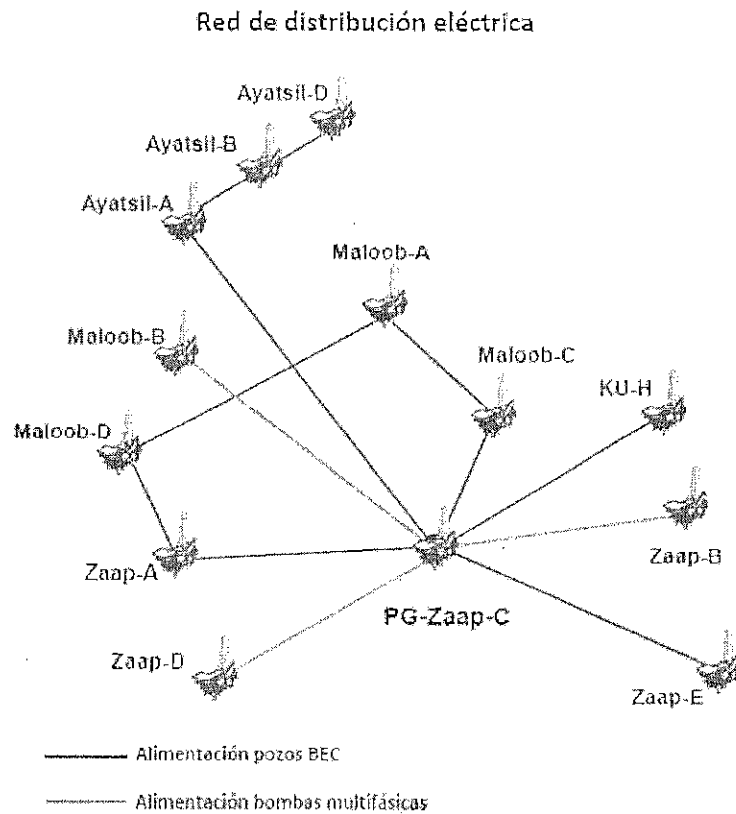 Red de distribución eléctrica
Ayatsil-D
Ayatsil-B
Ayatsil-A
Maloob-A
Maloob-B
Maloob-C
KU-H
Maloob-D
Zaap-A
Zaap-B
PG-Zaap-C
Zaap-D
Zaap-E
Alimentación pozos BEC
Alimentación bombas multifásicas